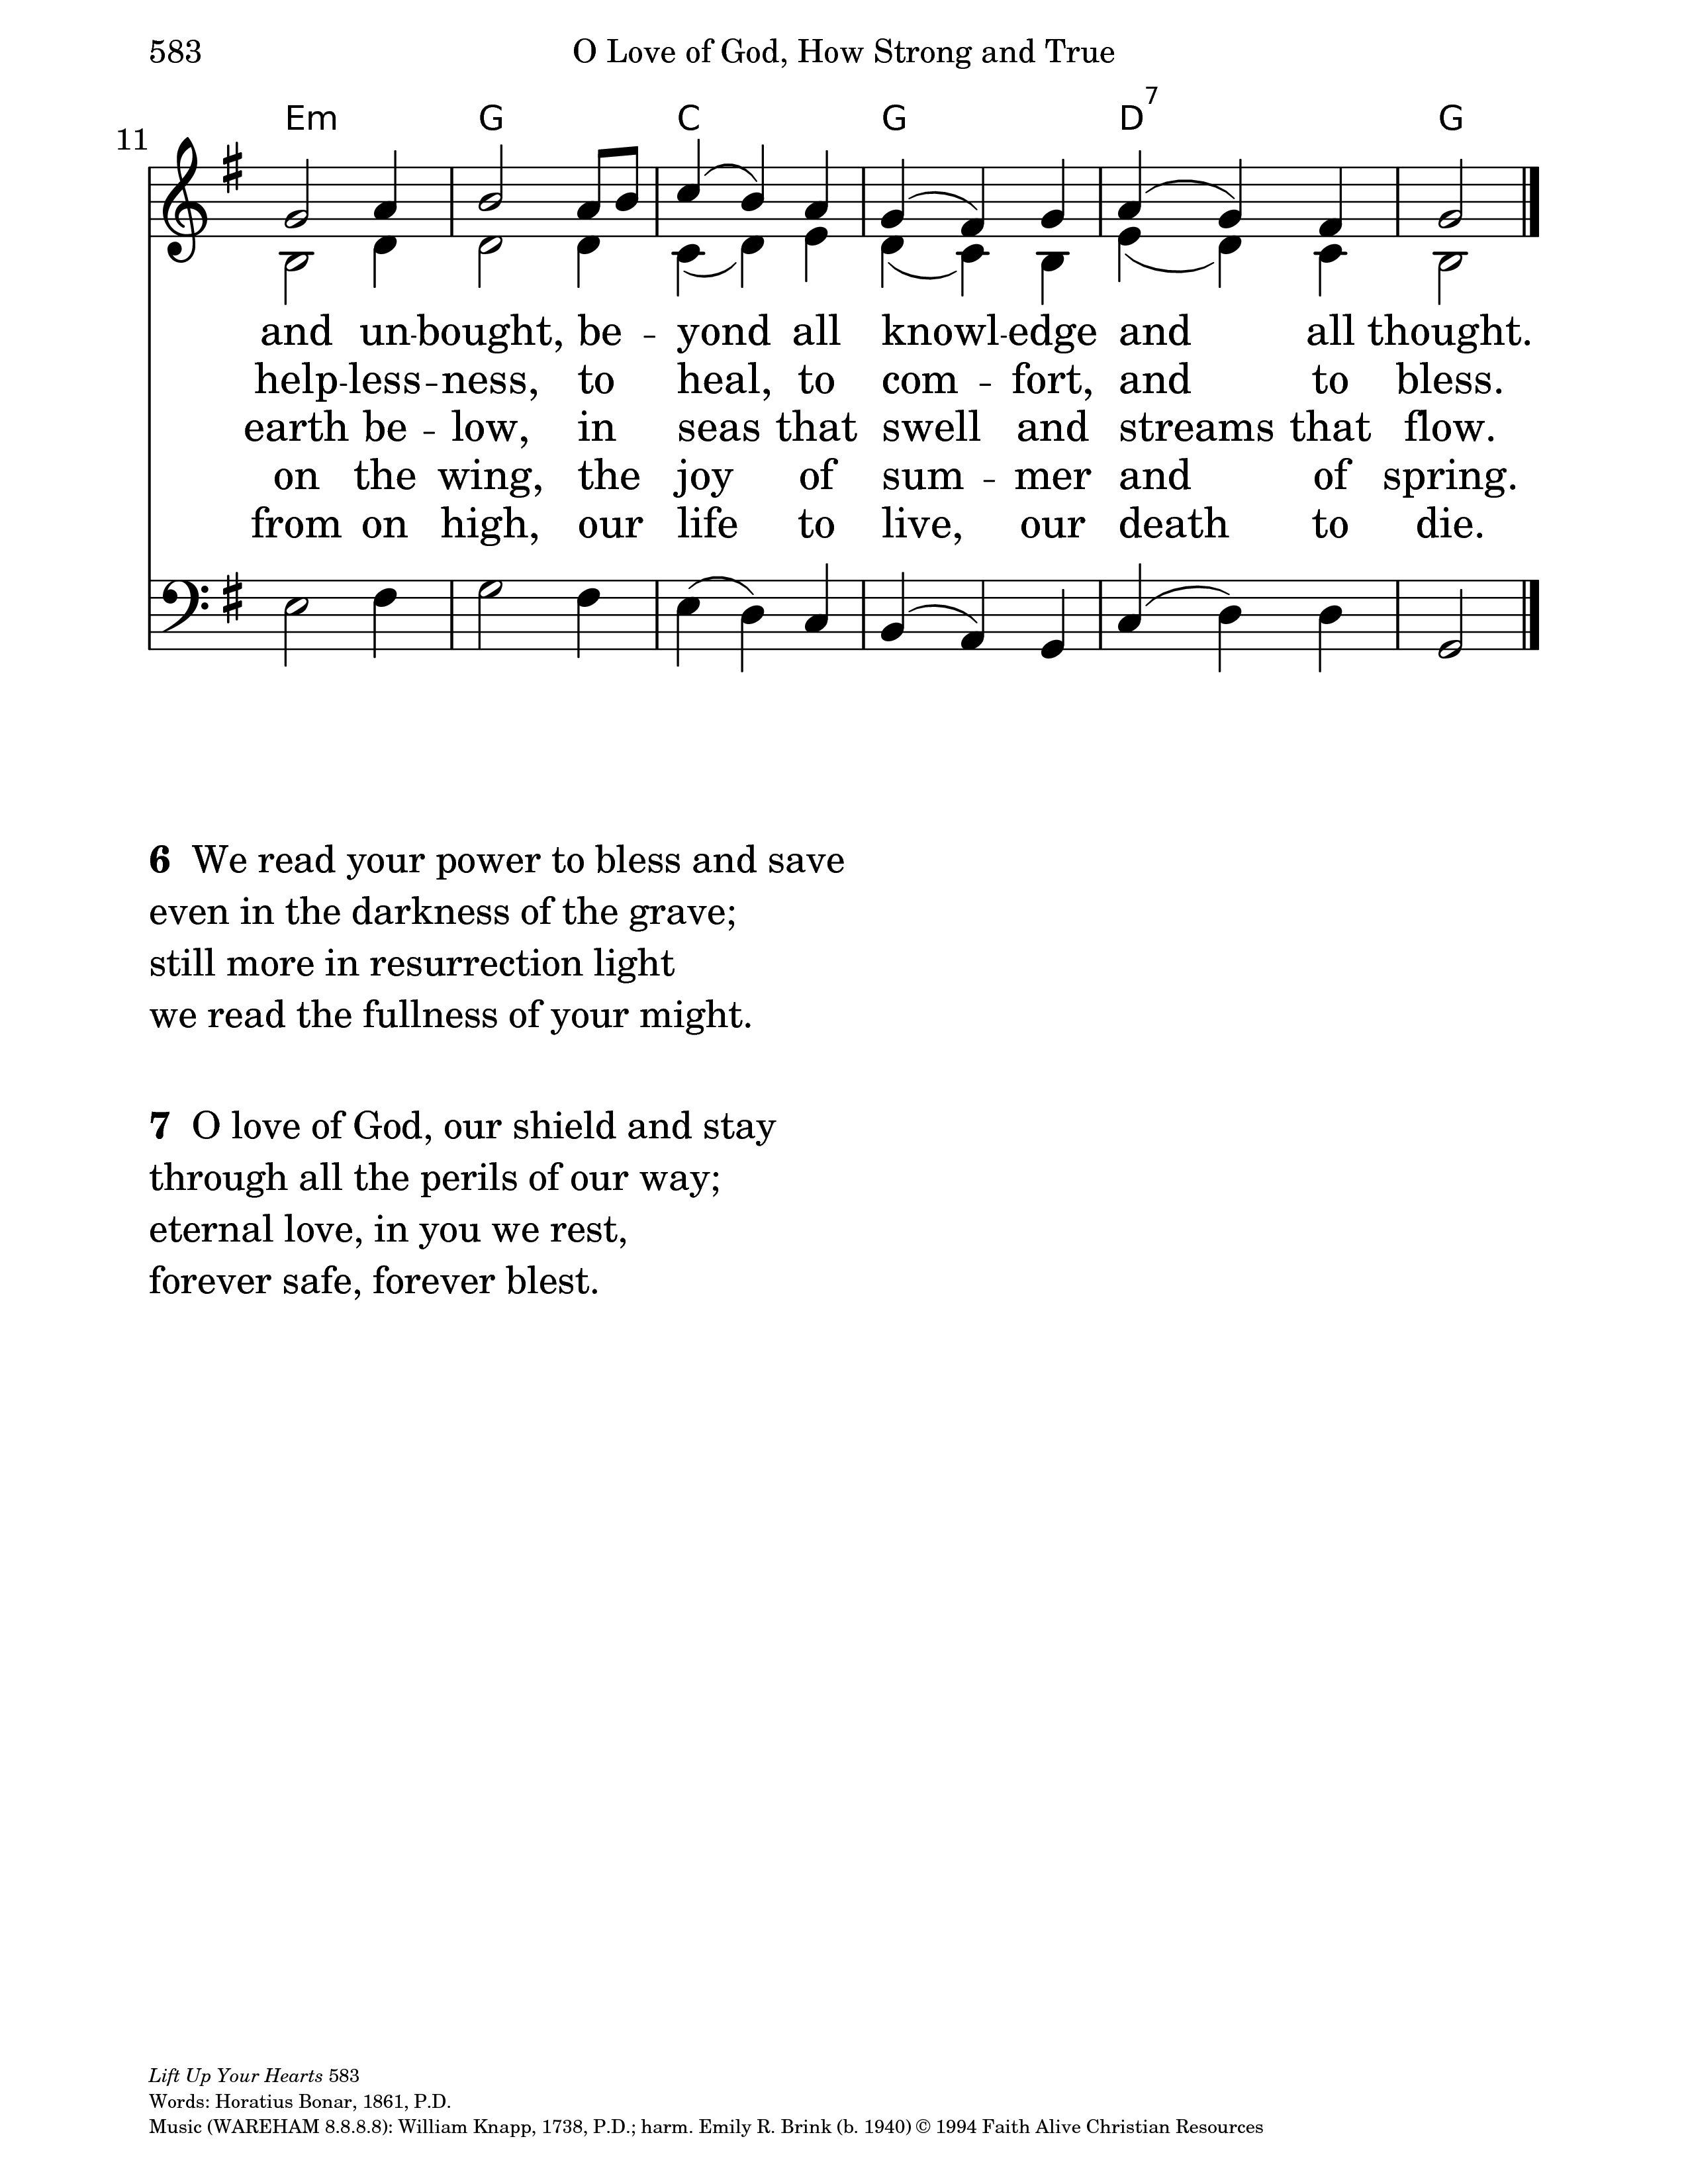 583 O Love of God, How Strong and True
Em G C G D7 G
11
and un-bought, be – yond all knowl-edge and all thought.
help-less – ness, to heal, to com – fort, and to bless.
earth be – low, in seas that swell and streams that flow.
on the wing, the joy of sum – mer and of spring.
from on high, our life to live, our death to die.
6 We read your power to bless and save
even in the darkness of the grave;
still more in resurrection light
we read the fullness of your might.
7 O love of God, our shield and stay
through all the perils of our way;
eternal love, in you we rest,
forever safe, forever blest.
Lift Up Your Hearts 583
Words: Horatius Bonar, 1861, P.D.
Music (WAREHAM 8.8.8.8): William Knapp, 1738, P.D.; harm. Emily R. Brink (b. 1940) © 1994 Faith Alive Christian Resources